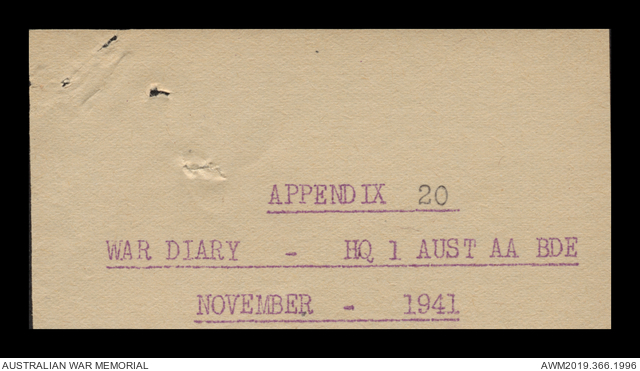 APPENDIX 20
WAR DIARY - HQ 1 AUST AA BDE
NOVEMBER - 1941
AUSTRALIAN WAR MEMORIAL AWM2019.366.1996